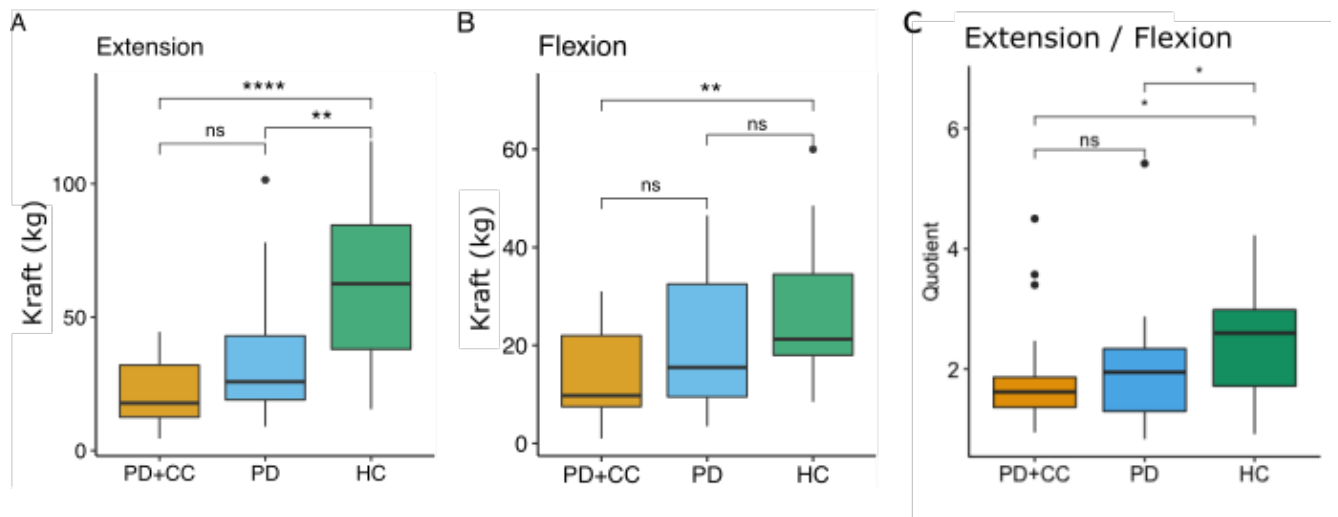 A
Extension
Kraft (kg)
100
50
0
****
**
ns
PD+CC
PD
HC
B
Flexion
Kraft (kg)
60
40
20
0
**
ns
ns
PD+CC
PD
HC
C
Extension / Flexion
Quotient
6
4
2
*
*
ns
PD+CC
PD
HC